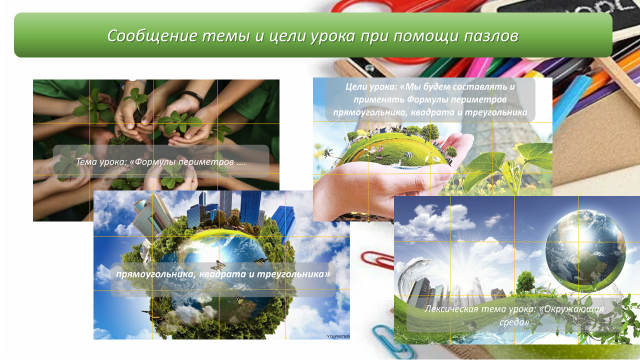 Сообщение темы и цели урока при помощи пазлов
Тема урока: «Формулы периметров ....
прямоугольника, квадрата и треугольника»
Цели урока: «Мы будем составлять и
применять Формулы периметров
прямоугольника, квадрата и треугольника
Лексическая тема урока: «Окружающая
среда»